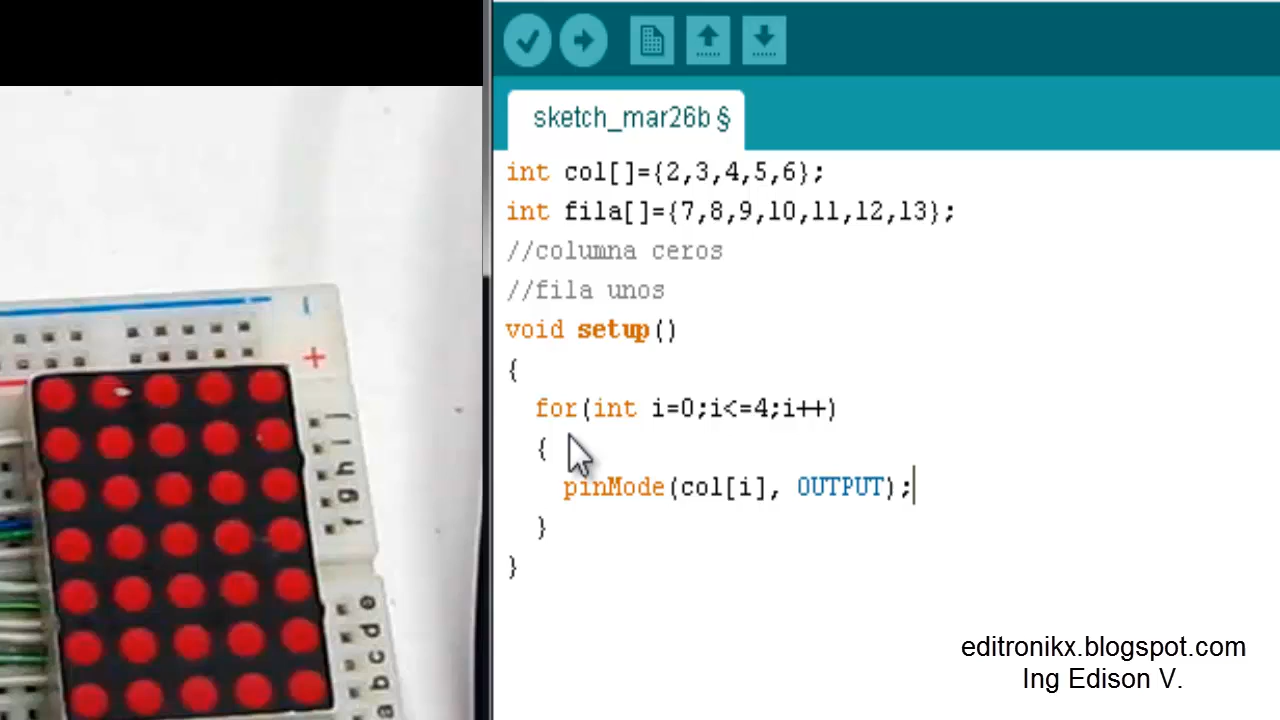 sketch_mar26b §
int col[]={2,3,4,5,6};
int fila[]={7,8,9,10,11,12,13};
//columna ceros
//fila unos
void setup()
{
for(int i=0;i<=4;i++)
{
pinMode(col[i], OUTPUT);
}
}
editronikx.blogspot.com
Ing Edison V.
+
j
i
h
g
f
e
d
c
b
a